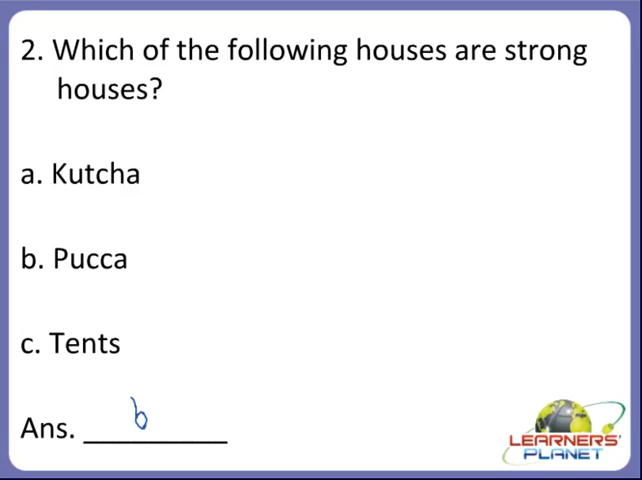 2. Which of the following houses are strong
houses?
a. Kutcha
b. Pucca
c. Tents
Ans. __________ b
LEARNERS'
PLANET